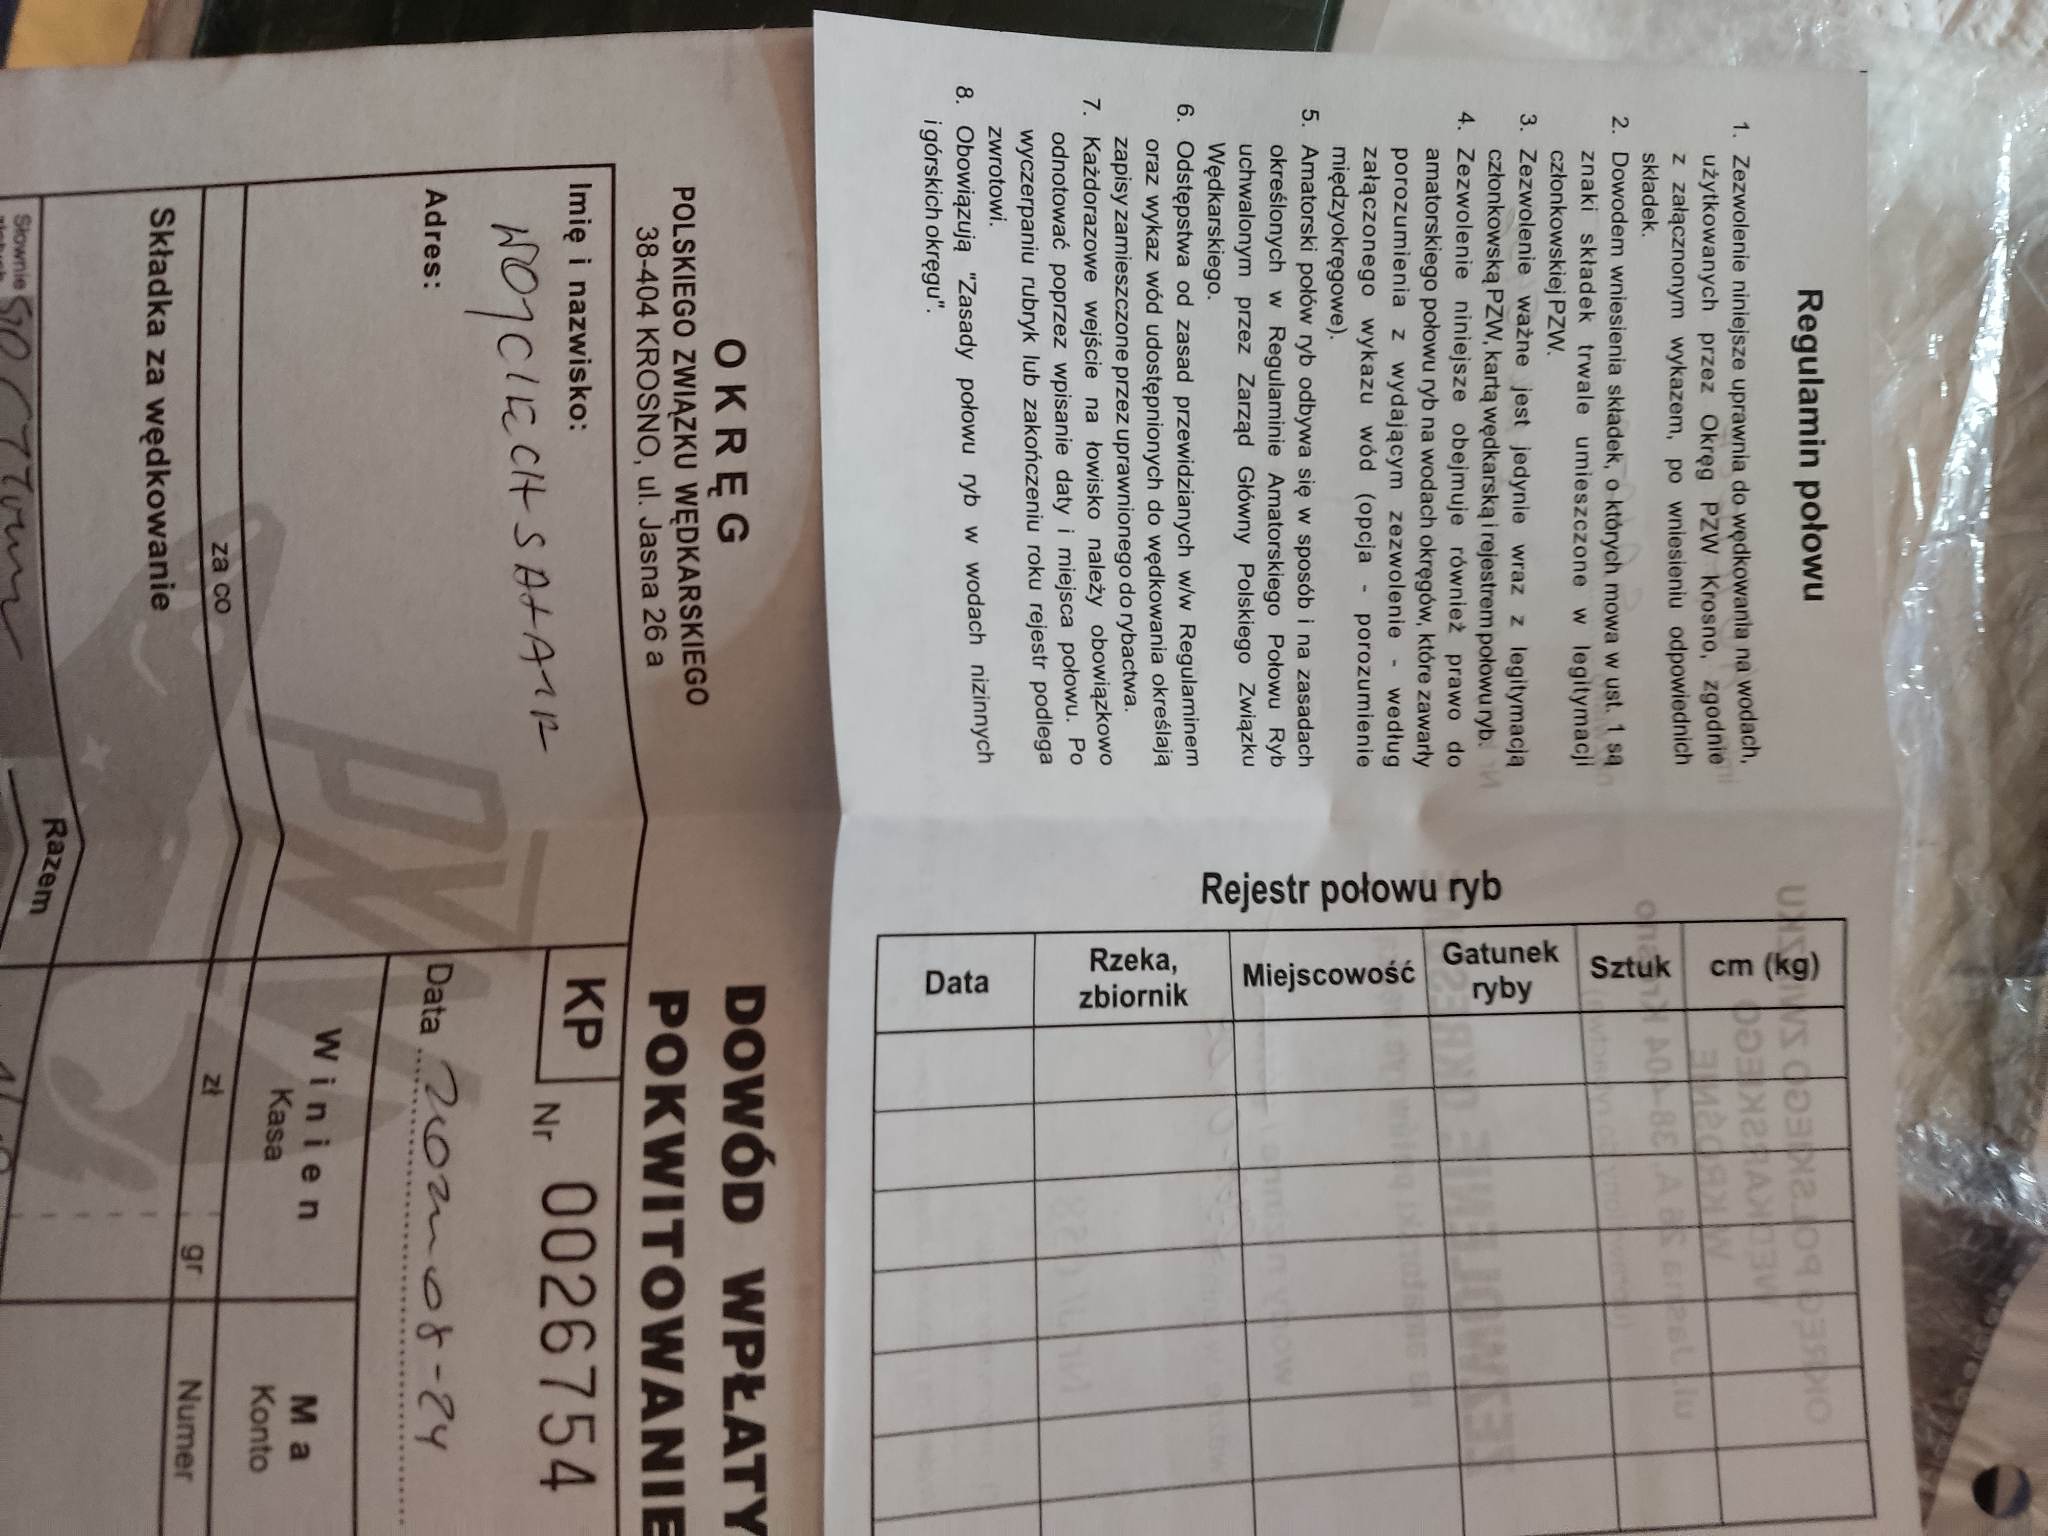 Regulamin połowu
1. Zezwolenie niniejsze uprawnia do wędkowania na wodach,
użytkowanych przez Okręg PZW Krosno, zgodnie
z załącznonym wykazem, po wniesieniu odpowiednich
składek.
2. Dowodem wniesienia składek, o których mowa w ust. 1 są
znaki składek trwale umieszczone w legitymacji
członkowskiej PZW.
3. Zezwolenie ważne jest jedynie wraz z legitymacją
członkowską PZW, kartą wędkarską i rejestrem połowu ryb.
4. Zezwolenie niniejsze obejmuje również prawo do
amatorskiego połowu ryb na wodach okręgów, które zawarły
porozumienia z wydającym zezwolenie - według
załączonego wykazu wód (opcja - porozumienie
międzyokręgowe).
5. Amatorski połów ryb odbywa się w sposób i na zasadach
określonych w Regulaminie Amatorskiego Połowu Ryb
uchwalonym przez Zarząd Główny Polskiego Związku
Wędkarskiego.
6. Odstępstwa od zasad przewidzianych w/w Regulaminem
oraz wykaz wód udostępnionych do wędkowania określają
zapisy zamieszczone przez uprawnionego do rybactwa.
7. Każdorazowe wejście na łowisko należy obowiązkowo
odnotować poprzez wpisanie daty i miejsca połowu. Po
wyczerpaniu rubryk lub zakończeniu roku rejestr podlega
zwrotowi.
8. Obowiązują "Zasady połowu ryb w wodach nizinnych
i górskich okręgu".
Rejestr połowu ryb
Data
Rzeka,
zbiornik
Miejscowość
Gatunek
ryby
Sztuk
cm (kg)
OKRĘG
POLSKIEGO ZWIĄZKU WĘDKARSKIEGO
38-404 KROSNO, ul. Jasna 26 a
DOWÓD WPŁATY
POKWITOWANIE
KP
Nr 0026754
Imię i nazwisko:
WOJCIECH
Adres:
Data
08-24
Winien
Kasa
Ma
Konto
za co
zł
gr
Numer
Składka za wędkowanie
PZW
Razem
Słownie